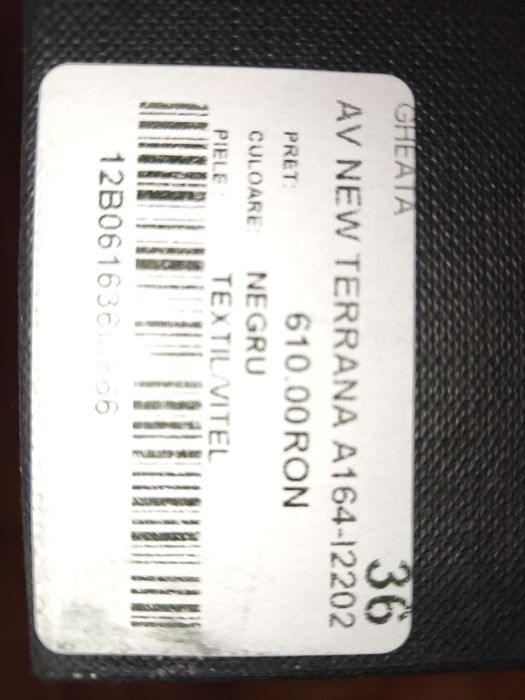 GHEATA 36
AV NEW TERRANA A164-I2202
PRET: 610.00RON
CULOARE: NEGRU
PIELE: TEXTIL/VITEL